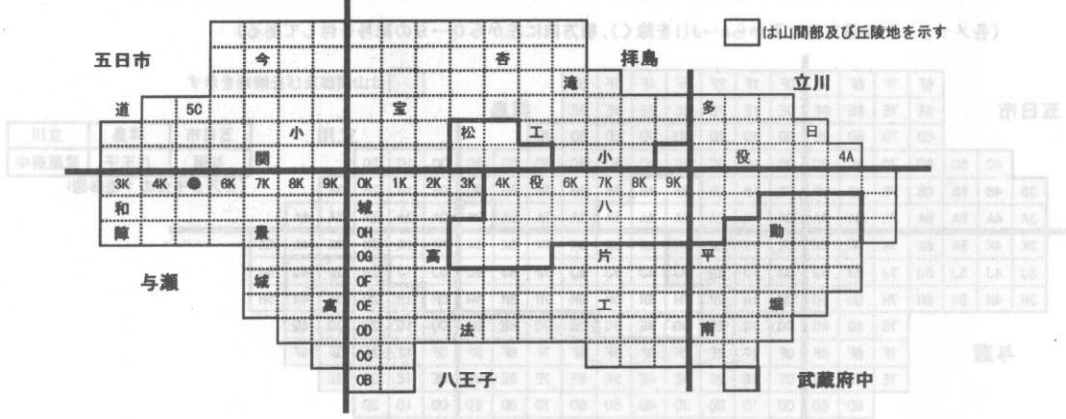 □は山間部及び丘陵地を示す
五日市 今 杏 拝島
滝 立川
道 5C 宝 多
小 松 工 日
関 小 役 4A
3K 4K ● 6K 7K 8K 9K 0K 1K 2K 3K 4K 役 6K 7K 8K 9K
和 城 八
陣 景 0H 勤
0G 高 片 平
与瀬 城 0F
高 0E 工 堀
0D 法 南
0C
0B 八王子 武蔵府中